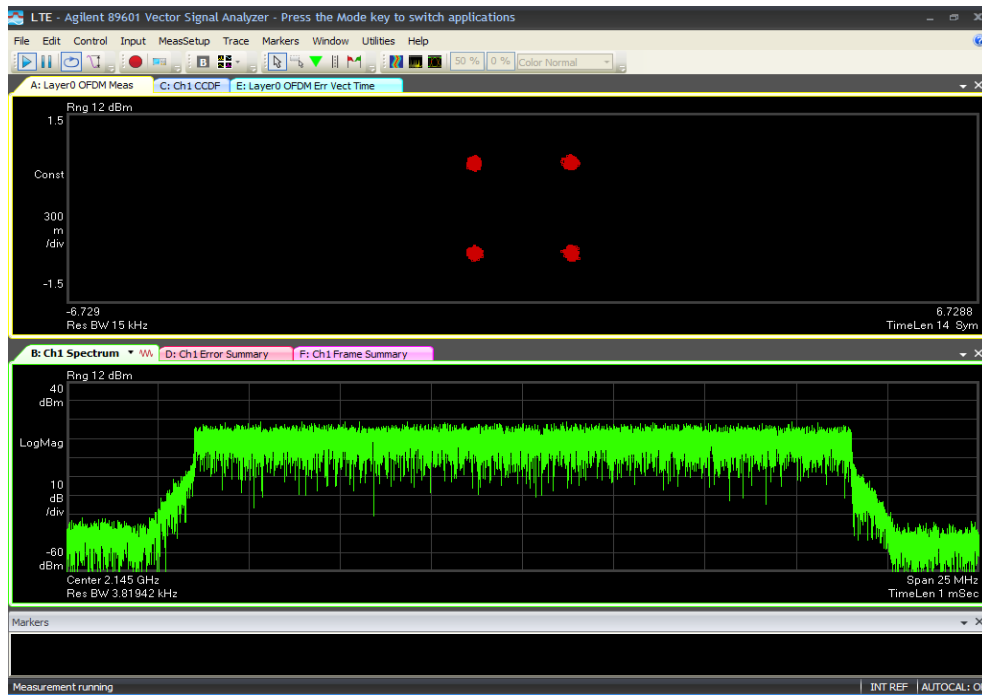 LTE - Agilent 89601 Vector Signal Analyzer - Press the Mode key to switch applications
File Edit Control Input MeasSetup Trace Markers Window Utilities Help
B 50 % 0 % Color Normal
A: Layer0 OFDM Meas C: Ch1 CCDF E: Layer0 OFDM Err Vect Time
Rng 12 dBm
1.5
Const
300
m
/div
-1.5
-6.729 6.7288
Res BW 15 kHz TimeLen 14 Sym
B: Ch1 Spectrum D: Ch1 Error Summary F: Ch1 Frame Summary
Rng 12 dBm
40
dBm
LogMag
10
dB
/div
-60
dBm
Center 2.145 GHz Span 25 MHz
Res BW 3.81942 kHz TimeLen 1 mSec
Markers
Measurement running INT REF AUTOCAL: